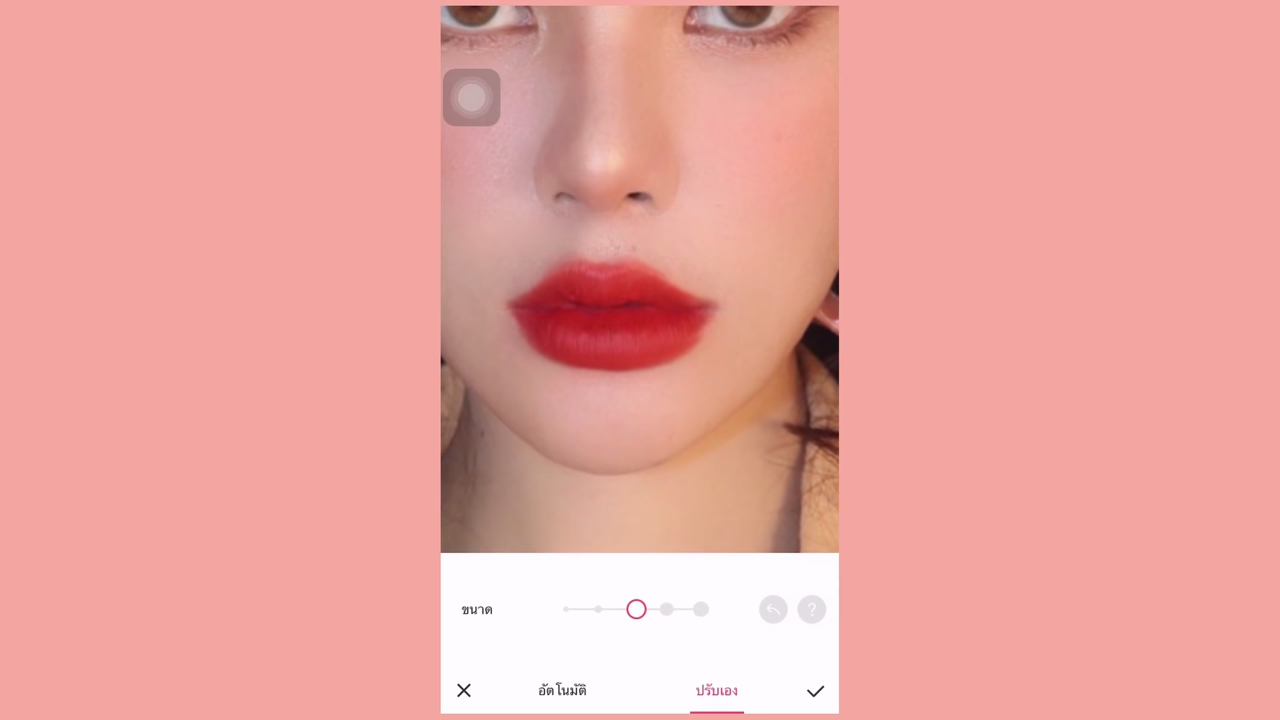 ขนาด
?
อัตโนมัติ
ปรับเอง